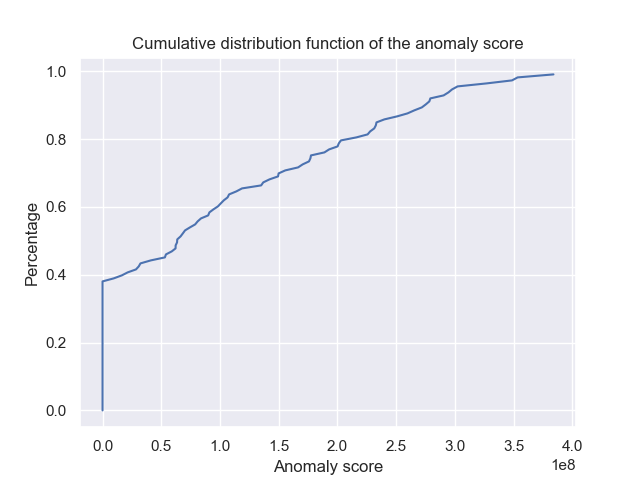 Cumulative distribution function of the anomaly score
Percentage
1.0
0.8
0.6
0.4
0.2
0.0
0.0 0.5 1.0 1.5 2.0 2.5 3.0 3.5 4.0
1e8
Anomaly score